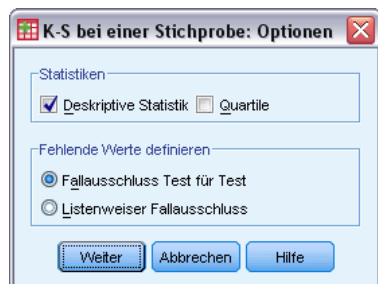 K-S bei einer Stichprobe: Optionen
Statistiken
Deskriptive Statistik Quartile
Fehlende Werte definieren
Fallausschluss Test für Test
Listenweiser Fallausschluss
Weiter Abbrechen Hilfe